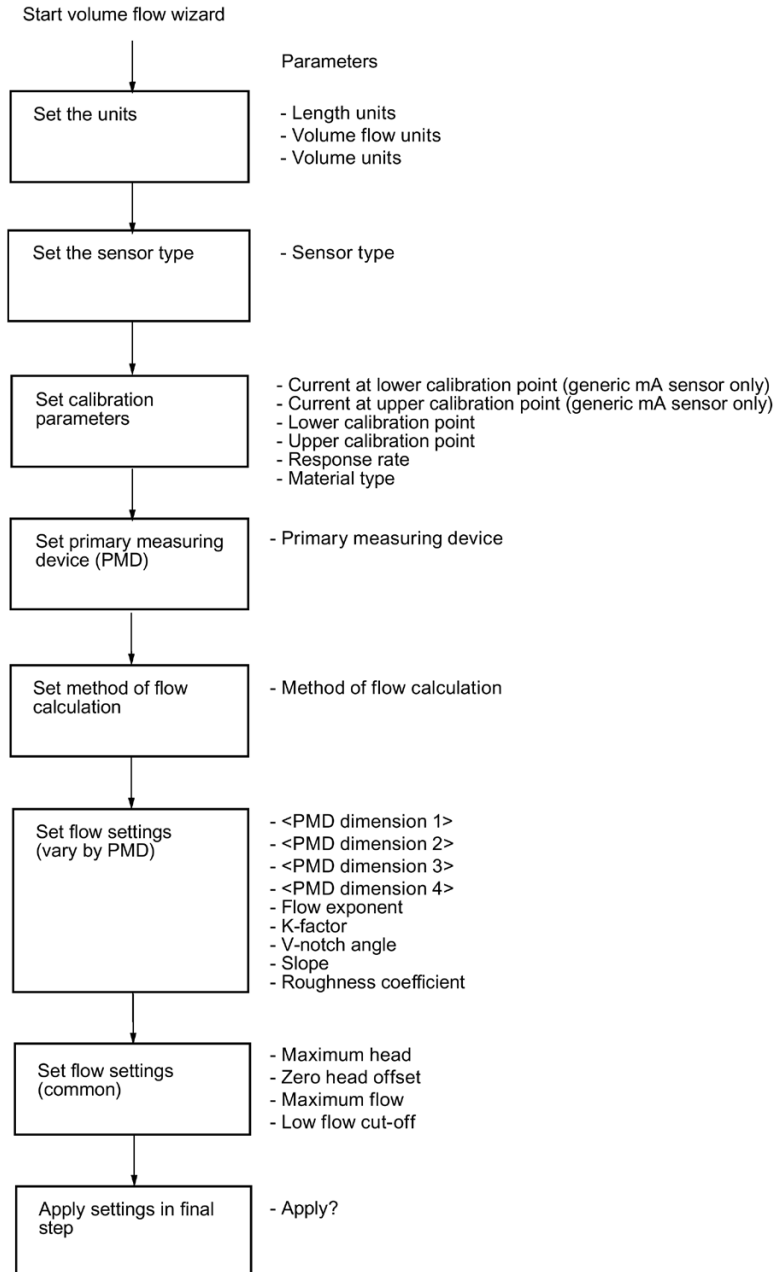 Start volume flow wizard
Parameters
Set the units
- Length units
- Volume flow units
- Volume units
Set the sensor type
- Sensor type
Set calibration
parameters
- Current at lower calibration point (generic mA sensor only)
- Current at upper calibration point (generic mA sensor only)
- Lower calibration point
- Upper calibration point
- Response rate
- Material type
Set primary measuring
device (PMD)
- Primary measuring device
Set method of flow
calculation
- Method of flow calculation
Set flow settings
(vary by PMD)
- <PMD dimension 1>
- <PMD dimension 2>
- <PMD dimension 3>
- <PMD dimension 4>
- Flow exponent
- K-factor
- V-notch angle
- Slope
- Roughness coefficient
Set flow settings
(common)
- Maximum head
- Zero head offset
- Maximum flow
- Low flow cut-off
Apply settings in final
step
- Apply?